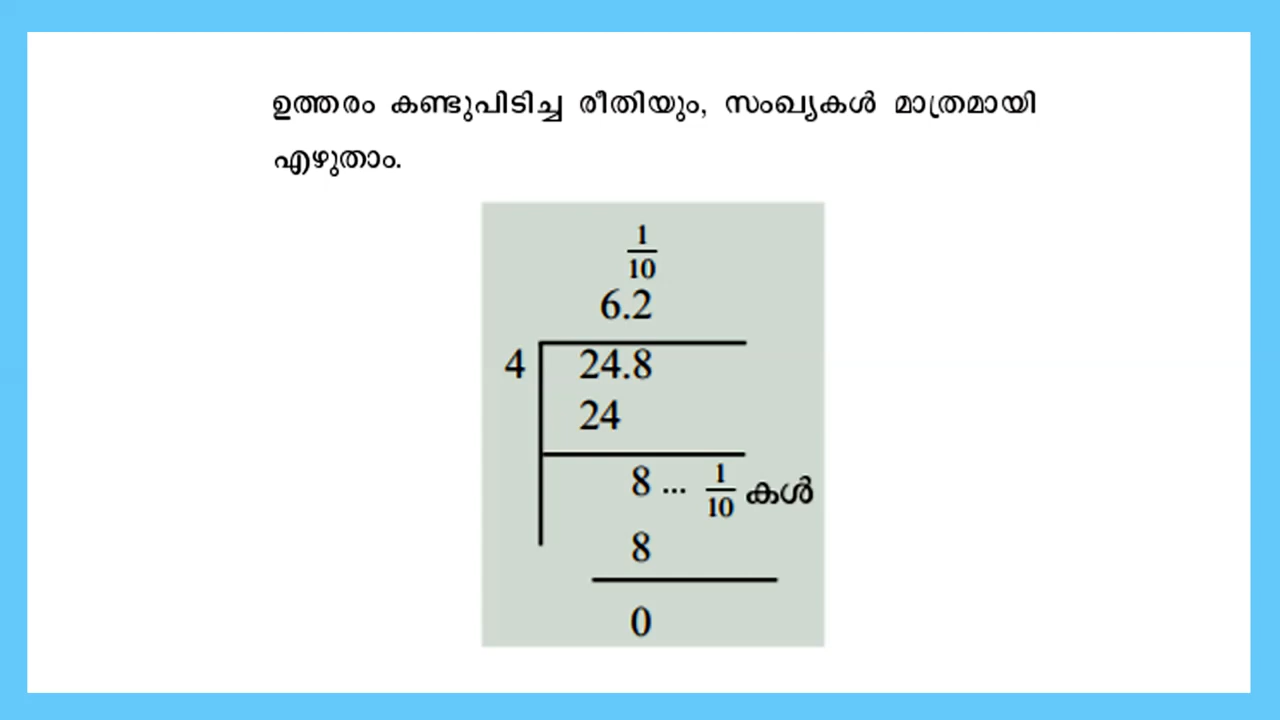 ഉത്തരം കണ്ടുപിടിച്ച രീതിയും, സംഖ്യകൾ മാത്രമായി
എഴുതാം.
1
10
6.2
4 24.8
24
8 ... 1/10 കൾ
8
0